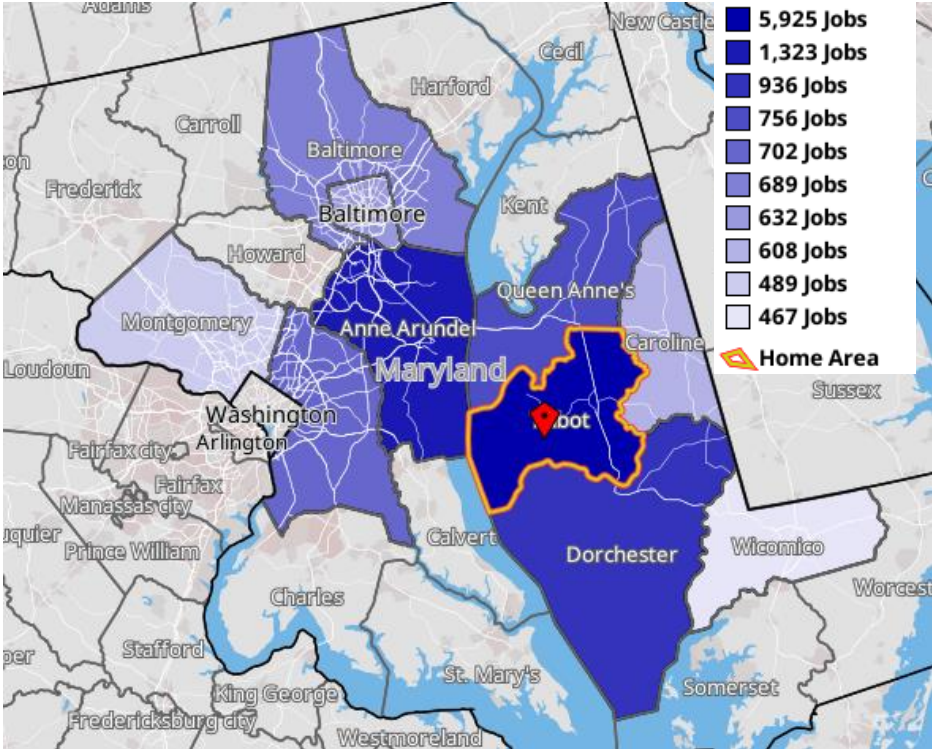 Adams
New Castle
Cecil
Harford
Carroll
Baltimore
Frederick
Baltimore
Kent
Howard
Queen Anne's
Montgomery
Anne Arundel
Caroline
Maryland
Loudoun
Washington
Arlington
Fairfax city
Fairfax
Manassas city
Prince William
Calvert
Dorchester
Wicomico
Charles
Stafford
St. Mary's
Somerset
King George
Fredericksburg city
Westmoreland
Sussex
5,925 Jobs
1,323 Jobs
936 Jobs
756 Jobs
702 Jobs
689 Jobs
632 Jobs
608 Jobs
489 Jobs
467 Jobs
Home Area